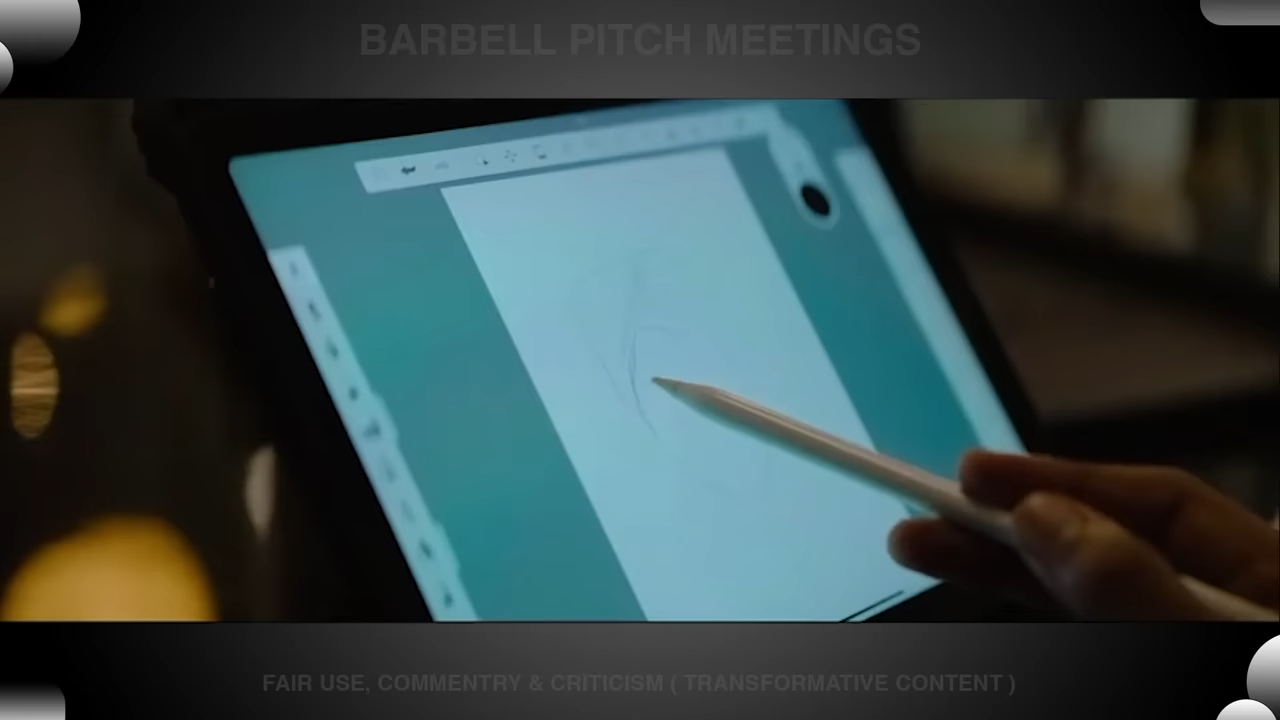 BARBELL PITCH MEETINGS
FAIR USE, COMMENTRY & CRITICISM ( TRANSFORMATIVE CONTENT )